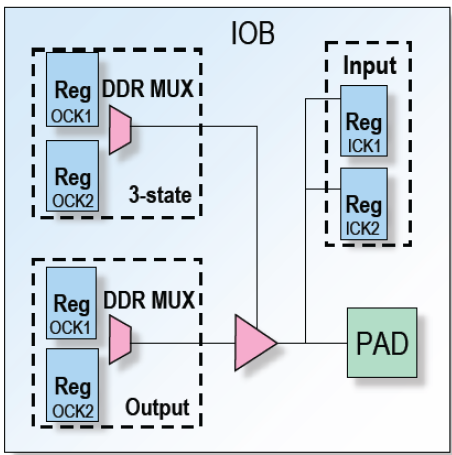 IOB
Reg
OCK1
DDR MUX
Reg
OCK2
3-state
Input
Reg
ICK1
Reg
ICK2
Reg
OCK1
DDR MUX
Reg
OCK2
Output
PAD